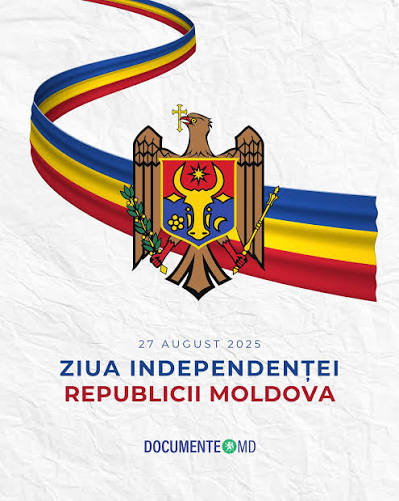 27 AUGUST 2025
ZIUA INDEPENDENȚEI
REPUBLICII MOLDOVA
DOCUMENTE MD